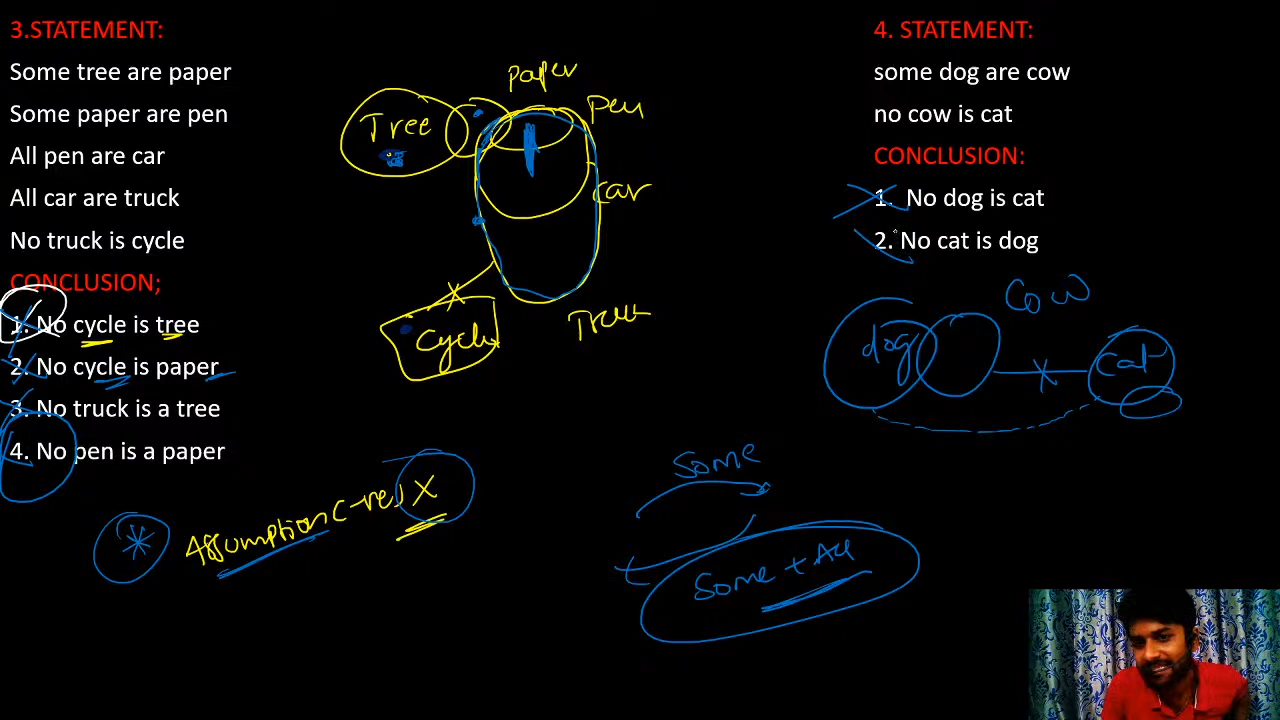 3.STATEMENT:
Some tree are paper
Some paper are pen
All pen are car
All car are truck
No truck is cycle
CONCLUSION;
1. No cycle is tree
2. No cycle is paper
3. No truck is a tree
4. No pen is a paper
Paper
Tree
Pen
Car
Truck
Cycle
Assumption (-ve) X
Some
Some + All
4. STATEMENT:
some dog are cow
no cow is cat
CONCLUSION:
1. No dog is cat
2. No cat is dog
Cow
dog
cat